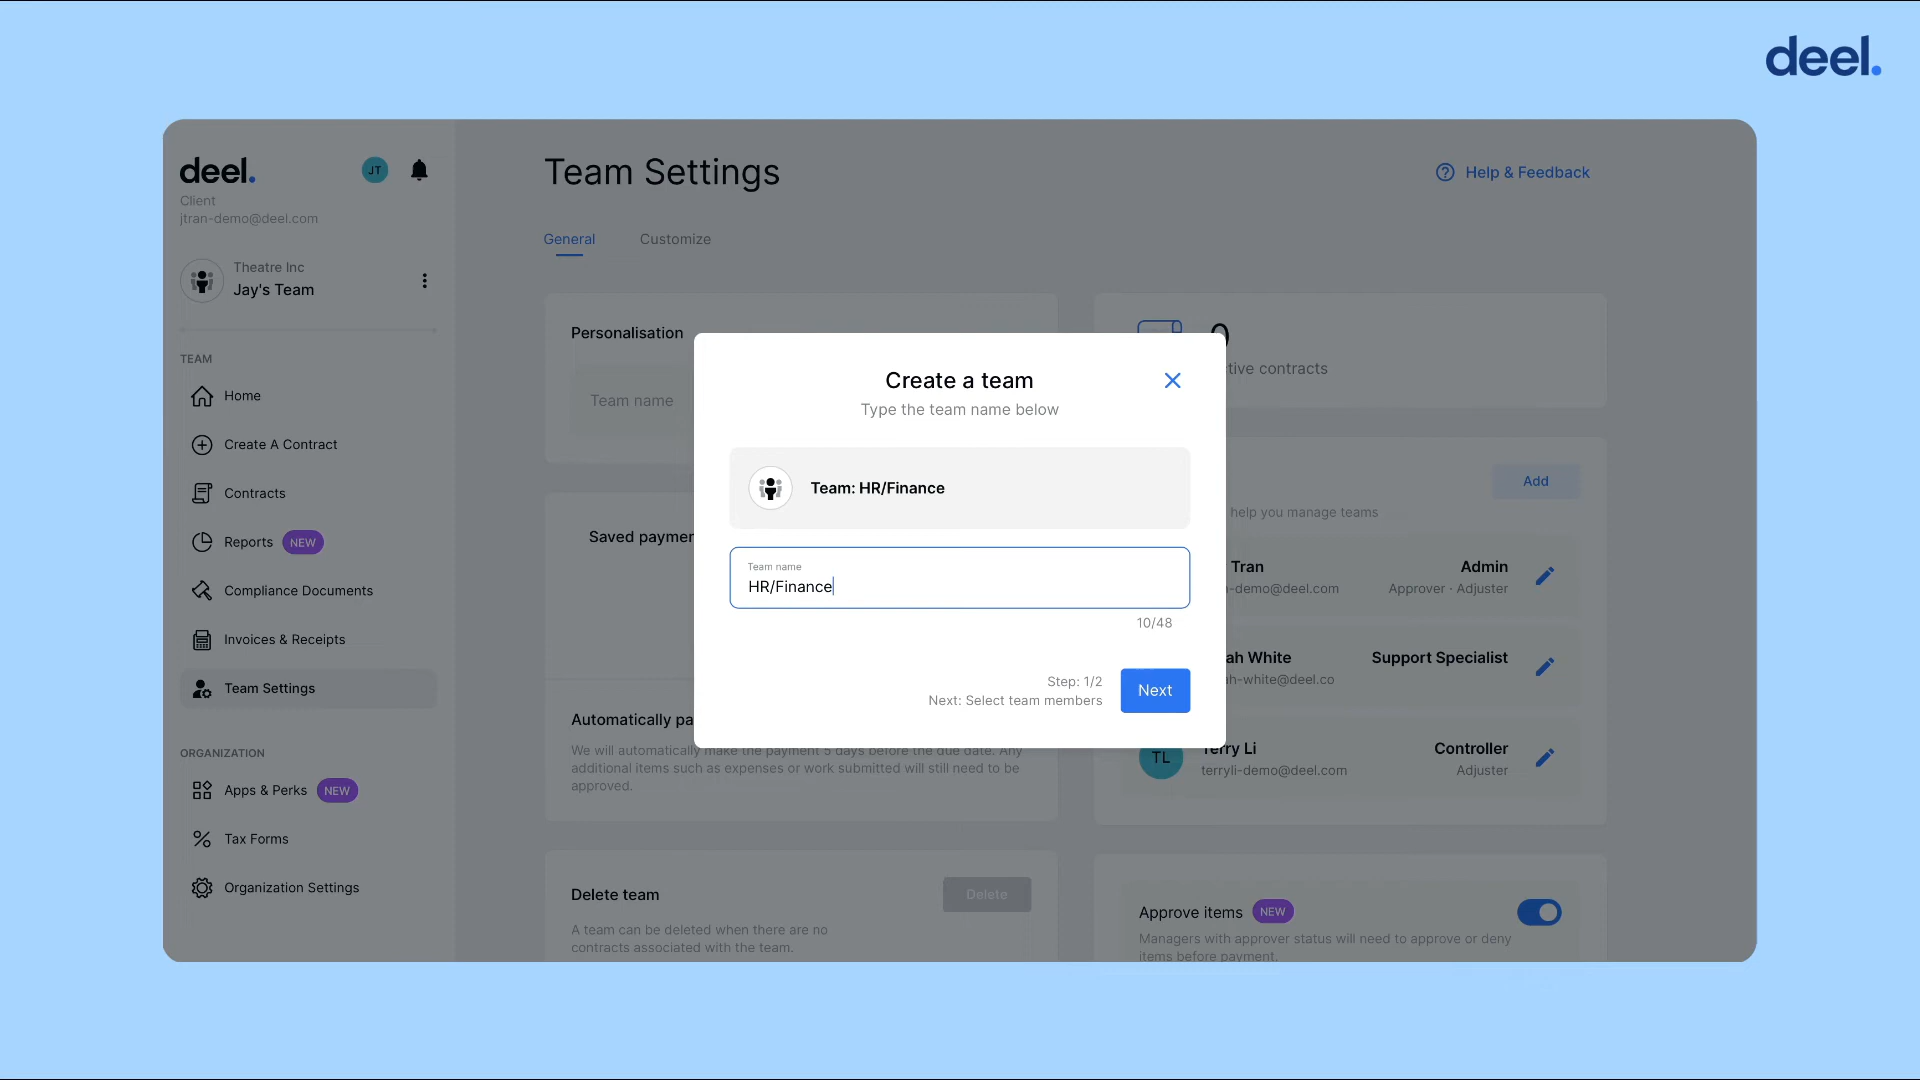 deel.
deel.
JT
Client
jtran-demo@deel.com
Theatre Inc
Jay's Team
TEAM
Home
Create A Contract
Contracts
Reports NEW
Compliance Documents
Invoices & Receipts
Team Settings
ORGANIZATION
Apps & Perks NEW
Tax Forms
Organization Settings
Team Settings
Help & Feedback
General Customize
Personalisation
Team name
Saved paymen
Automatically pa
We will automatically make the payment 5 days before the due date. Any
additional items such as expenses or work submitted will still need to be
approved.
Delete team
Delete
A team can be deleted when there are no
contracts associated with the team.
Create a team
Type the team name below
Team: HR/Finance
Team name
HR/Finance
10/48
Step: 1/2
Next: Select team members
Next
0
tive contracts
Add
help you manage teams
Tran
-demo@deel.com
Admin
Approver · Adjuster
ah White
h-white@deel.co
Support Specialist
TL
Terry Li
terryli-demo@deel.com
Controller
Adjuster
Approve items NEW
Managers with approver status will need to approve or deny
items before payment.